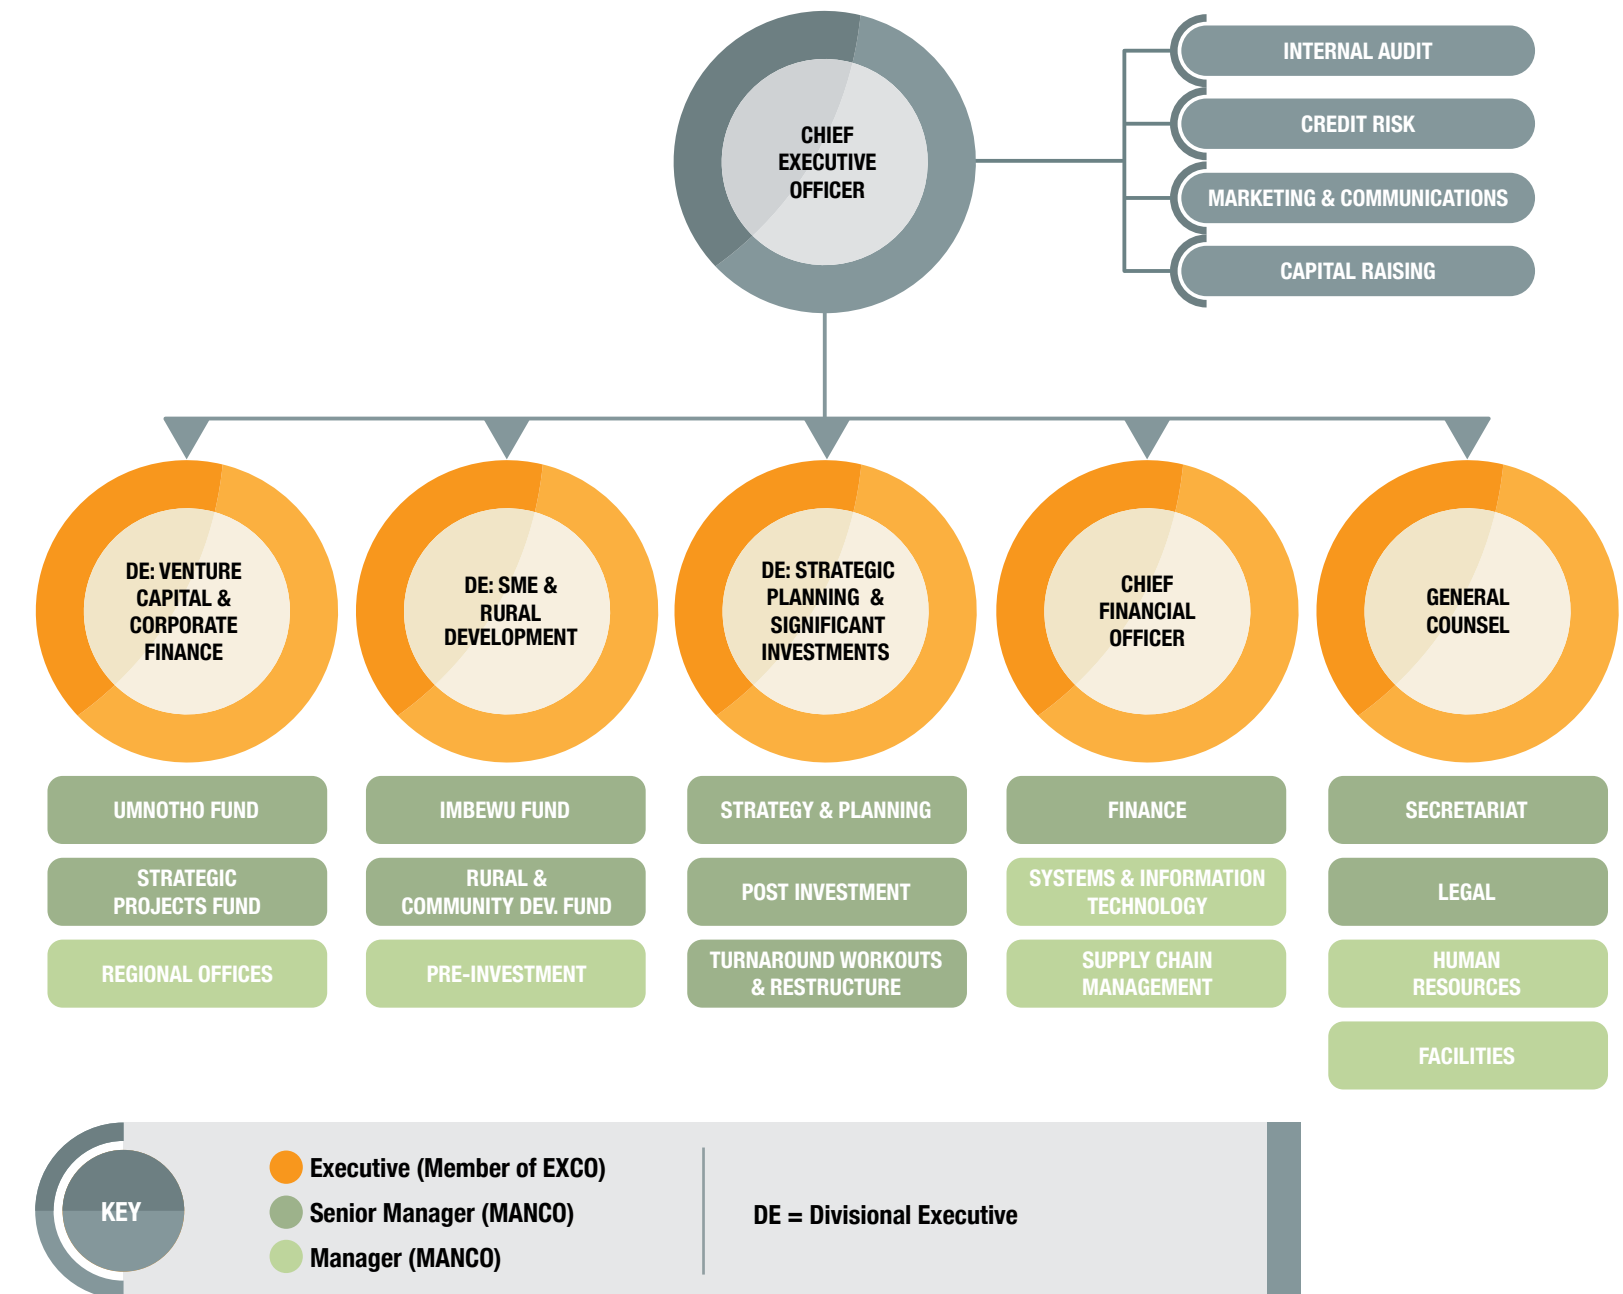 CHIEF
EXECUTIVE
OFFICER
INTERNAL AUDIT
CREDIT RISK
MARKETING & COMMUNICATIONS
CAPITAL RAISING
DE: VENTURE
CAPITAL &
CORPORATE
FINANCE
DE: SME &
RURAL
DEVELOPMENT
DE: STRATEGIC
PLANNING &
SIGNIFICANT
INVESTMENTS
CHIEF
FINANCIAL
OFFICER
GENERAL
COUNSEL
UMNOTHO FUND
STRATEGIC
PROJECTS FUND
REGIONAL OFFICES
IMBEWU FUND
RURAL &
COMMUNITY DEV. FUND
PRE-INVESTMENT
STRATEGY & PLANNING
POST INVESTMENT
TURNAROUND WORKOUTS
& RESTRUCTURE
FINANCE
SYSTEMS & INFORMATION
TECHNOLOGY
SUPPLY CHAIN
MANAGEMENT
SECRETARIAT
LEGAL
HUMAN
RESOURCES
FACILITIES
KEY
Executive (Member of EXCO)
Senior Manager (MANCO)
Manager (MANCO)
DE = Divisional Executive